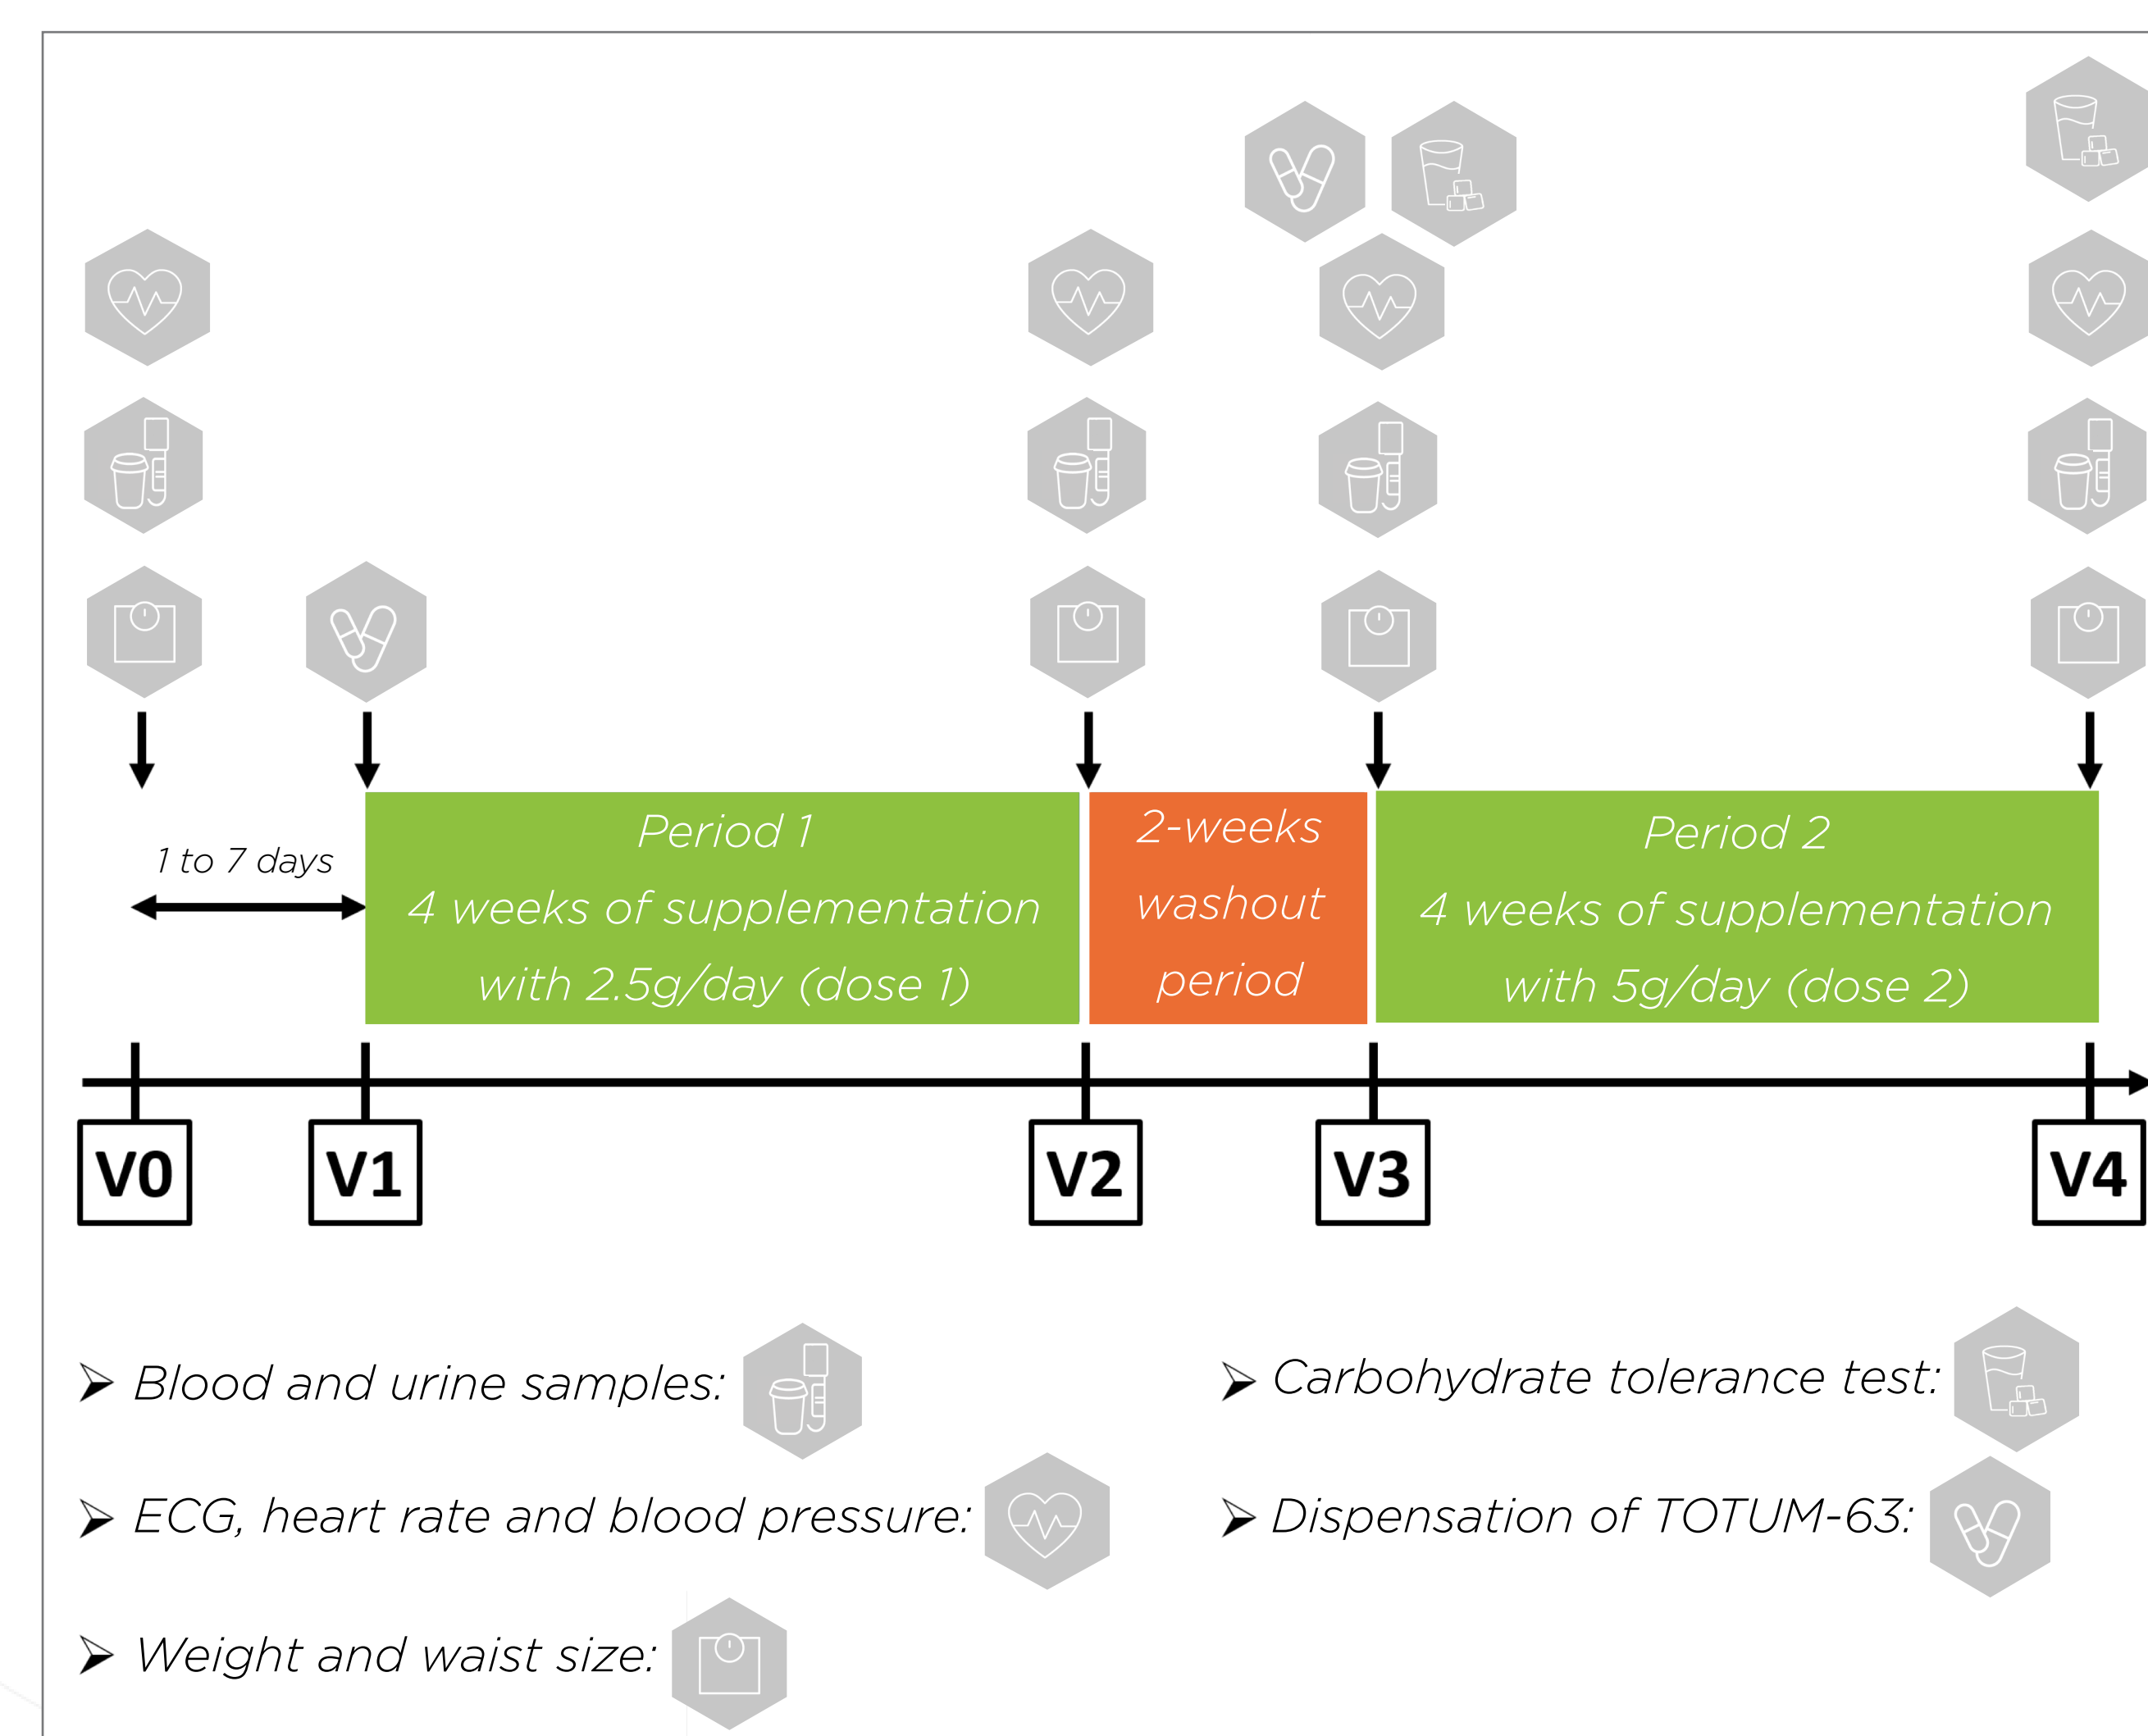 1 to 7 days
Period 1
4 weeks of supplementation
with 2.5g/day (dose 1)
2-weeks
washout
period
Period 2
4 weeks of supplementation
with 5g/day (dose 2)
V0
V1
V2
V3
V4
Blood and urine samples:
ECG, heart rate and blood pressure:
Weight and waist size:
Carbohydrate tolerance test:
Dispensation of TOTUM-63: